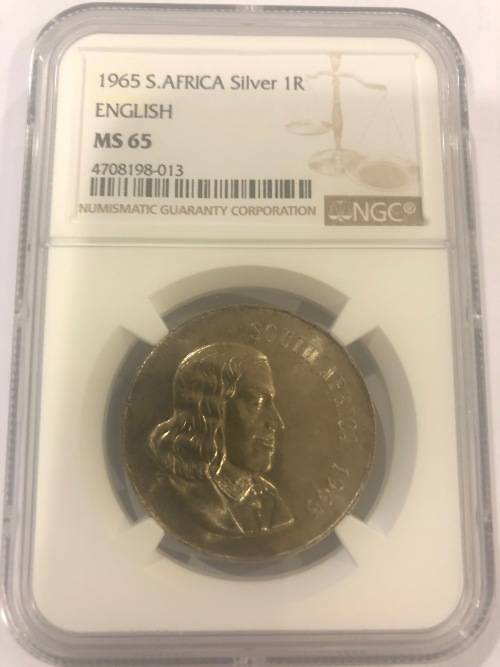 1965 S.AFRICA Silver 1R
ENGLISH
MS 65
4708198-013
NUMISMATIC GUARANTY CORPORATION
NGC®
SOUTH AFRICA 1965